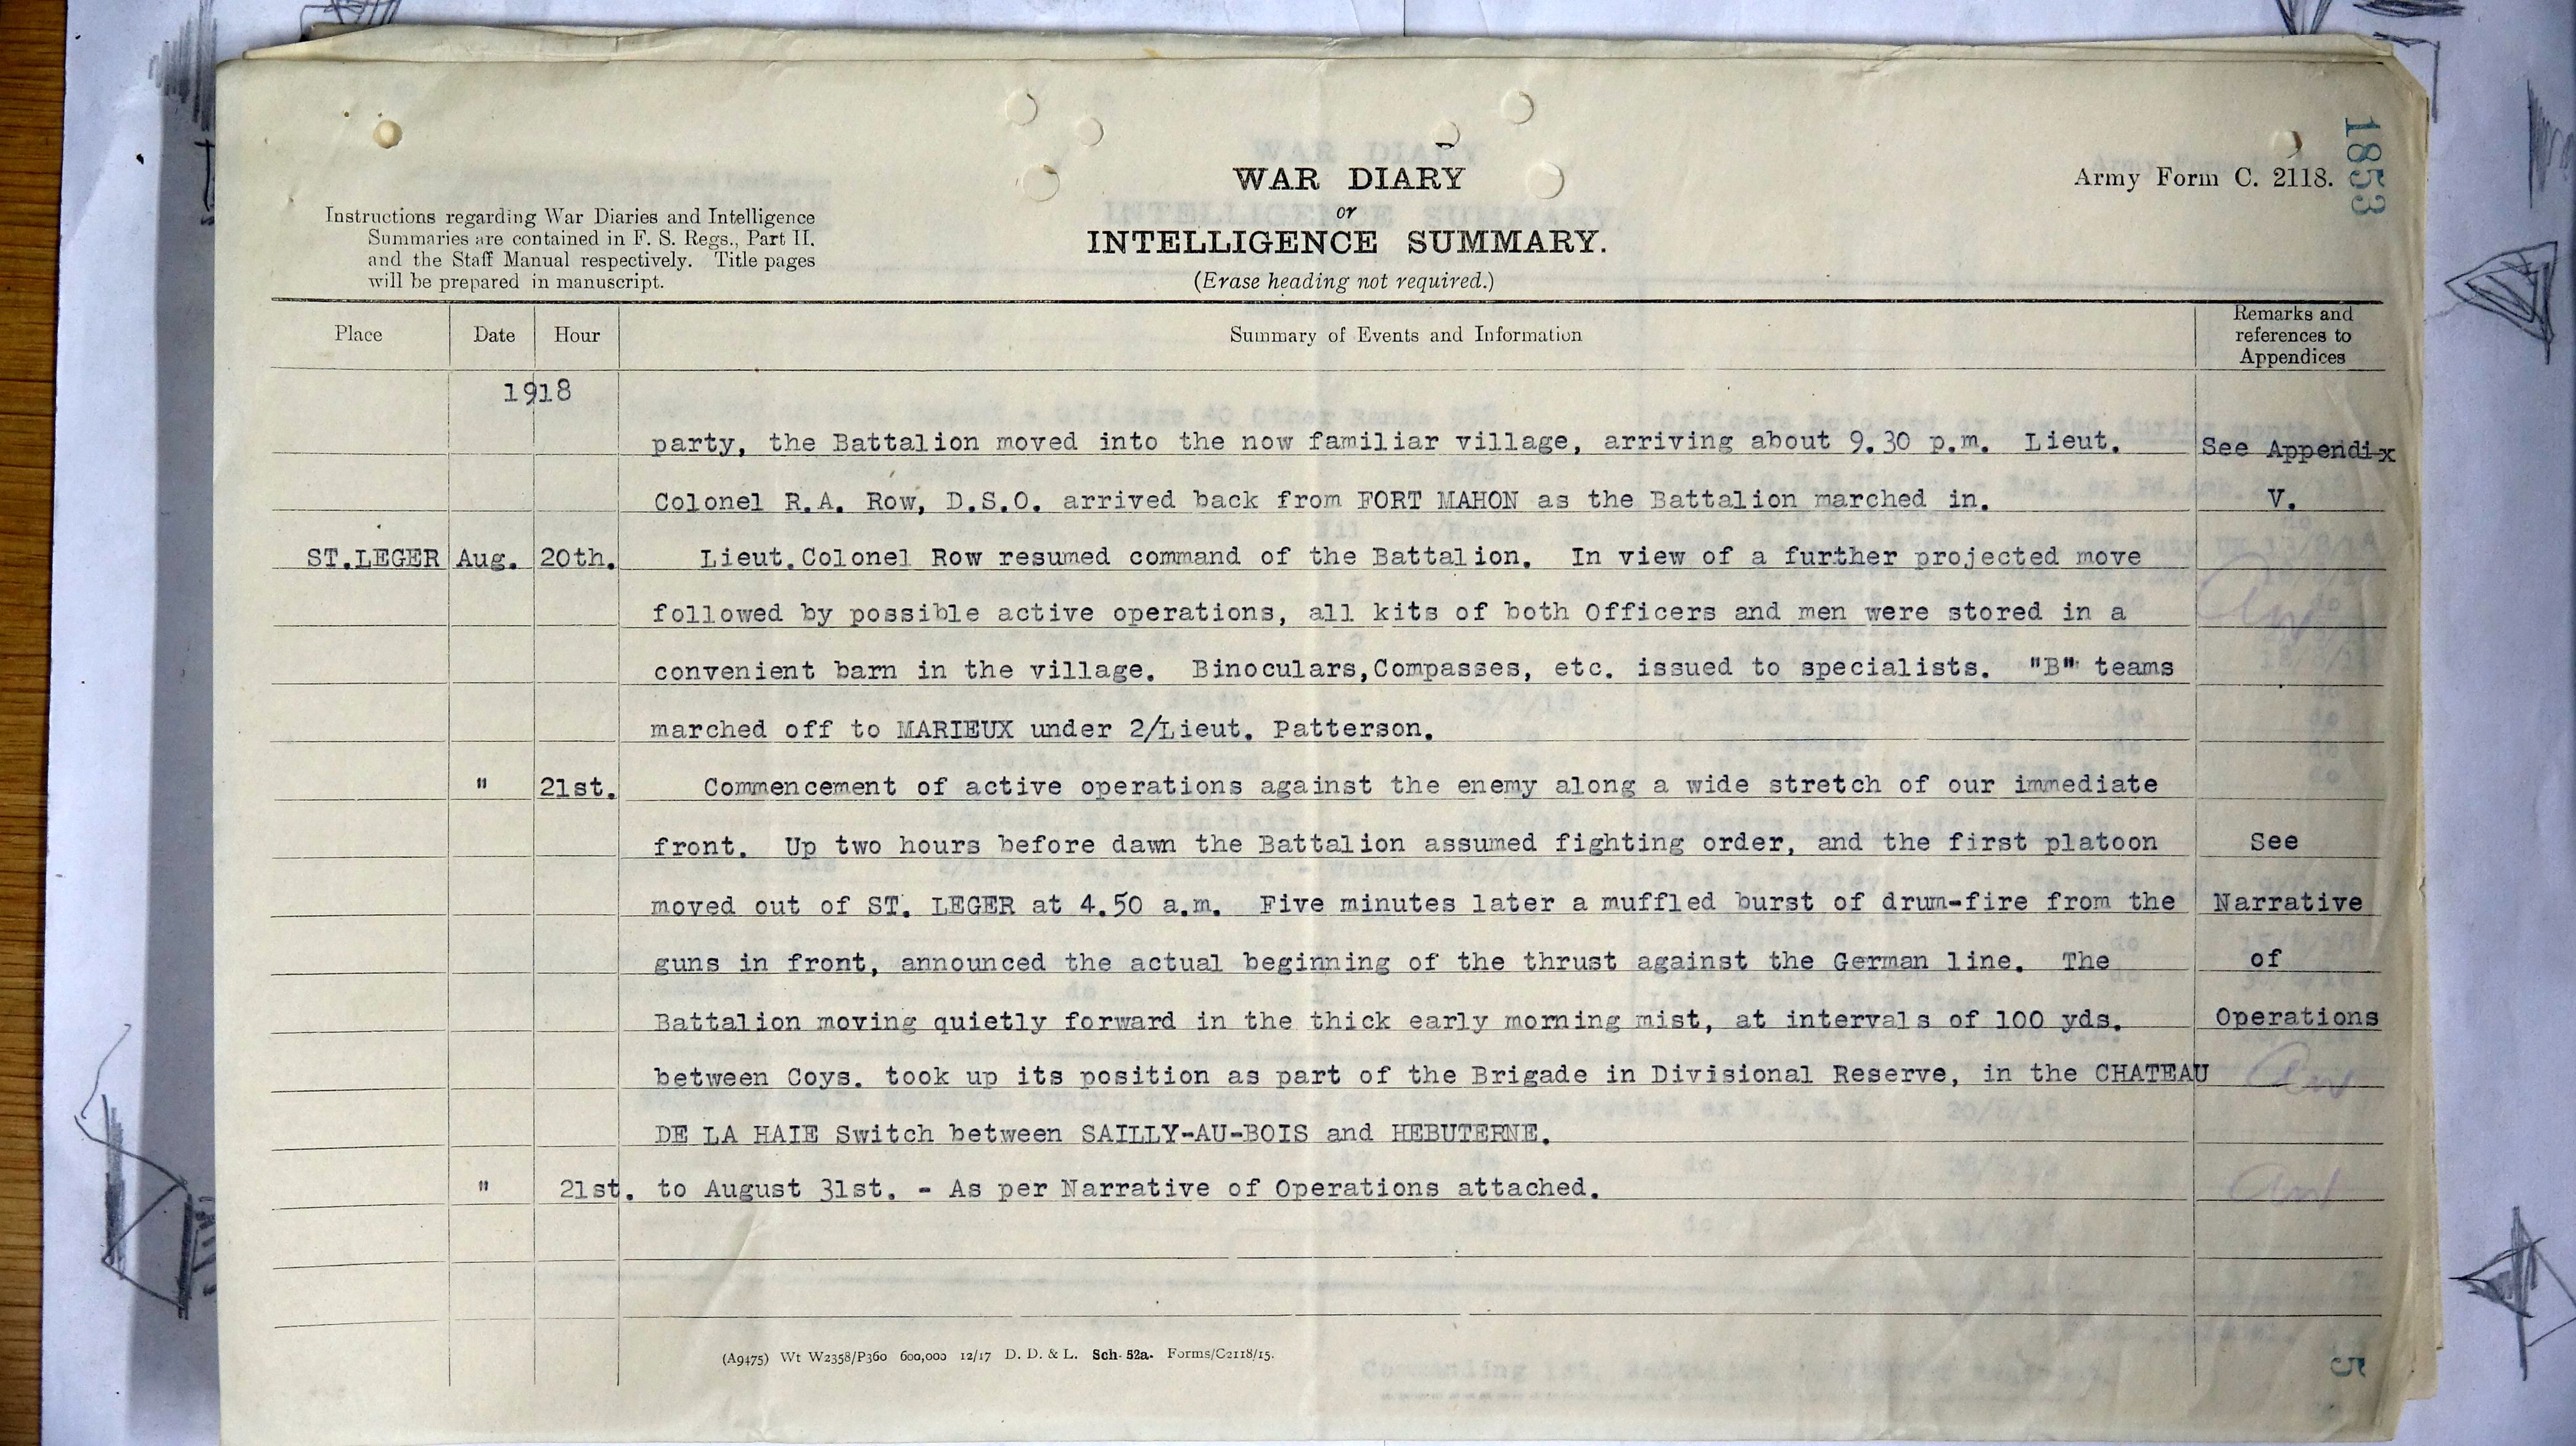 1853
WAR DIARY
or
INTELLIGENCE SUMMARY.
(Erase heading not required.)
Army Form C. 2118.
Instructions regarding War Diaries and Intelligence
Summaries are contained in F. S. Regs., Part II.
and the Staff Manual respectively. Title pages
will be prepared in manuscript.
Place Date Hour Summary of Events and Information Remarks and references to Appendices
1918
party, the Battalion moved into the now familiar village, arriving about 9.30 p.m. Lieut. See Appendix
Colonel R.A. Row, D.S.O. arrived back from FORT MAHON as the Battalion marched in. V.
ST.LEGER Aug. 20th. Lieut.Colonel Row resumed command of the Battalion. In view of a further projected move
followed by possible active operations, all kits of both Officers and men were stored in a
convenient barn in the village. Binoculars,Compasses, etc. issued to specialists. "B" teams
marched off to MARIEUX under 2/Lieut. Patterson.
" 21st. Commencement of active operations against the enemy along a wide stretch of our immediate
front. Up two hours before dawn the Battalion assumed fighting order, and the first platoon See
moved out of ST. LEGER at 4.50 a.m. Five minutes later a muffled burst of drum-fire from the Narrative
guns in front, announced the actual beginning of the thrust against the German line. The of
Battalion moving quietly forward in the thick early morning mist, at intervals of 100 yds. Operations
between Coys. took up its position as part of the Brigade in Divisional Reserve, in the CHATEAU
DE LA HAIE Switch between SAILLY-AU-BOIS and HEBUTERNE.
" 21st. to August 31st. - As per Narrative of Operations attached.
(A9475) Wt W2358/P360 600,000 12/17 D. D. & L. Sch. 52a. Forms/C2118/15.
5